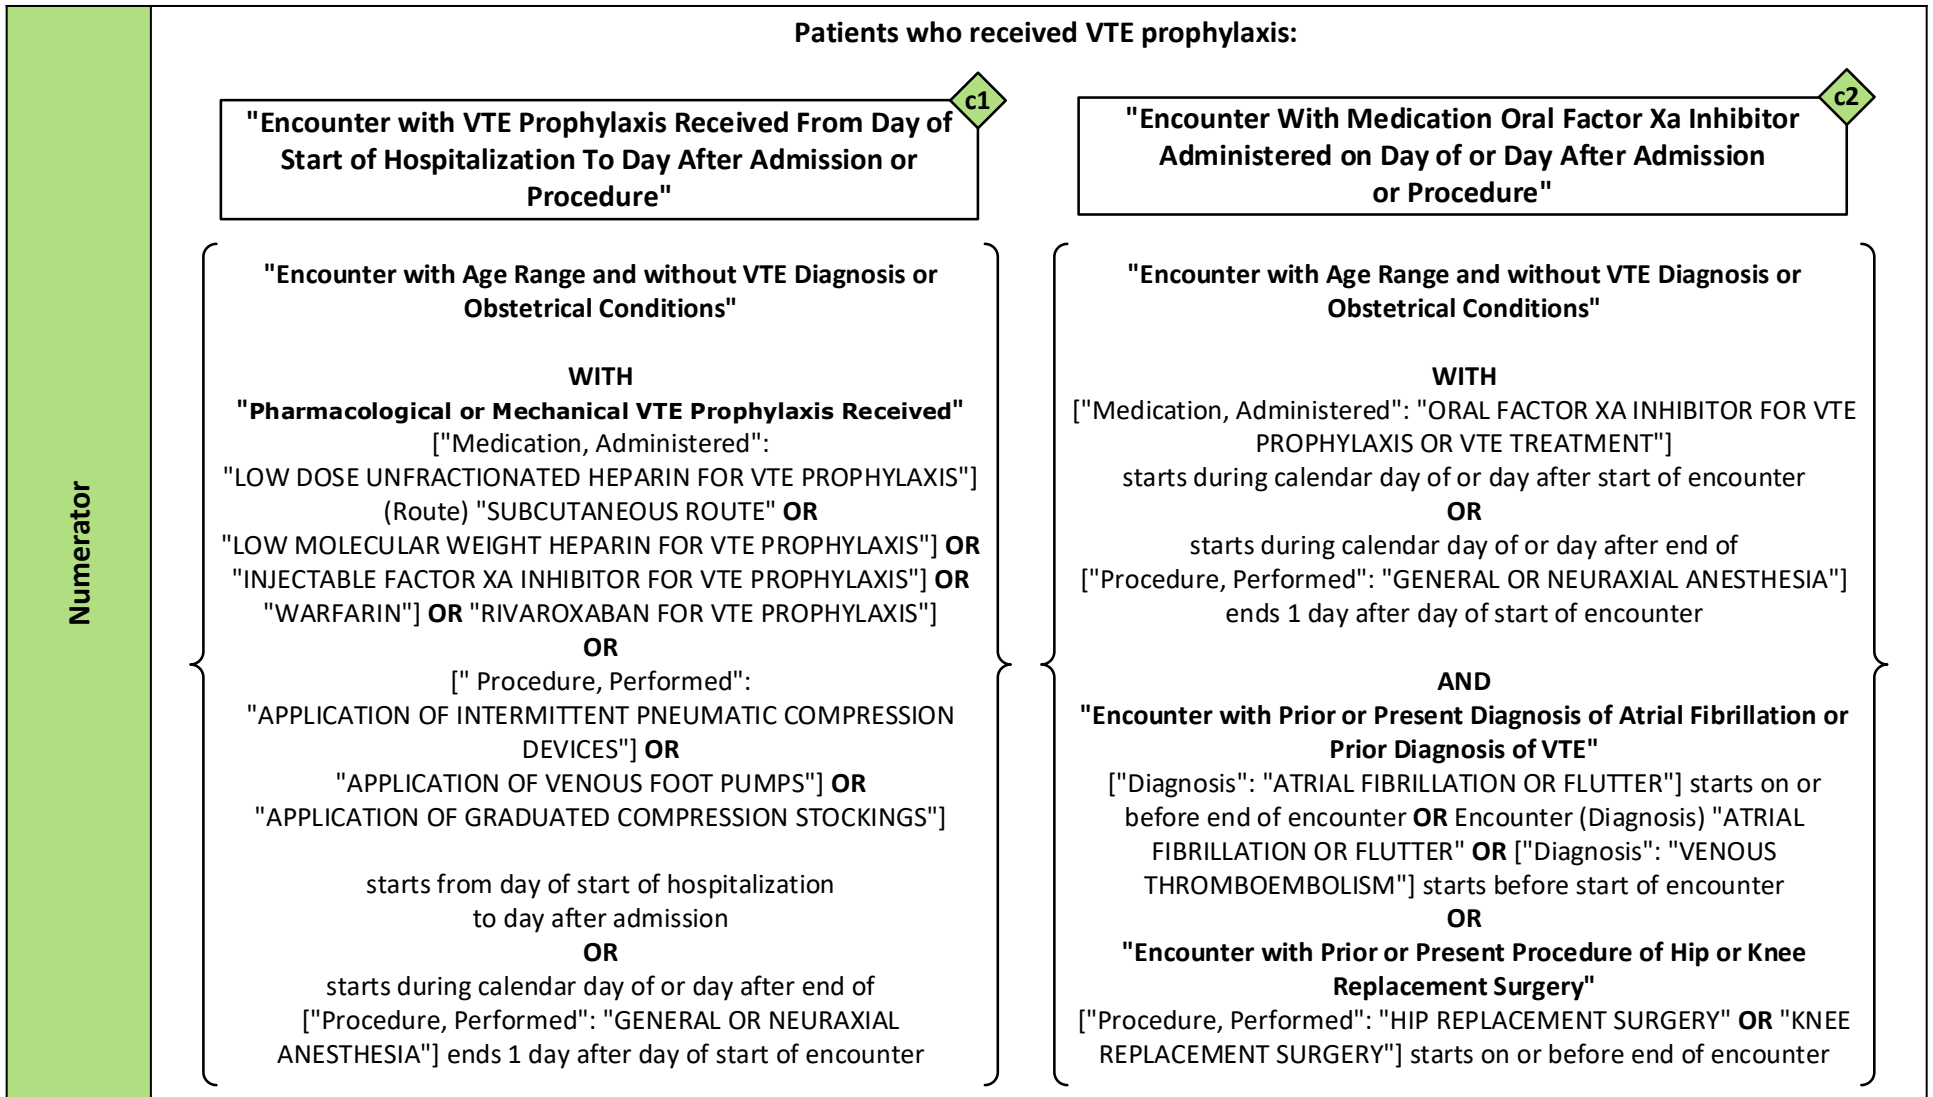 Numerator
Patients who received VTE prophylaxis:
c1
"Encounter with VTE Prophylaxis Received From Day of
Start of Hospitalization To Day After Admission or
Procedure"
"Encounter with Age Range and without VTE Diagnosis or
Obstetrical Conditions"
WITH
"Pharmacological or Mechanical VTE Prophylaxis Received"
["Medication, Administered":
"LOW DOSE UNFRACTIONATED HEPARIN FOR VTE PROPHYLAXIS"]
(Route) "SUBCUTANEOUS ROUTE" OR
"LOW MOLECULAR WEIGHT HEPARIN FOR VTE PROPHYLAXIS"] OR
"INJECTABLE FACTOR XA INHIBITOR FOR VTE PROPHYLAXIS"] OR
"WARFARIN"] OR "RIVAROXABAN FOR VTE PROPHYLAXIS"]
OR
[" Procedure, Performed":
"APPLICATION OF INTERMITTENT PNEUMATIC COMPRESSION
DEVICES"] OR
"APPLICATION OF VENOUS FOOT PUMPS"] OR
"APPLICATION OF GRADUATED COMPRESSION STOCKINGS"]
starts from day of start of hospitalization
to day after admission
OR
starts during calendar day of or day after end of
["Procedure, Performed": "GENERAL OR NEURAXIAL
ANESTHESIA"] ends 1 day after day of start of encounter
c2
"Encounter With Medication Oral Factor Xa Inhibitor
Administered on Day of or Day After Admission
or Procedure"
"Encounter with Age Range and without VTE Diagnosis or
Obstetrical Conditions"
WITH
["Medication, Administered": "ORAL FACTOR XA INHIBITOR FOR VTE
PROPHYLAXIS OR VTE TREATMENT"]
starts during calendar day of or day after start of encounter
OR
starts during calendar day of or day after end of
["Procedure, Performed": "GENERAL OR NEURAXIAL ANESTHESIA"]
ends 1 day after day of start of encounter
AND
"Encounter with Prior or Present Diagnosis of Atrial Fibrillation or
Prior Diagnosis of VTE"
["Diagnosis": "ATRIAL FIBRILLATION OR FLUTTER"] starts on or
before end of encounter OR Encounter (Diagnosis) "ATRIAL
FIBRILLATION OR FLUTTER" OR ["Diagnosis": "VENOUS
THROMBOEMBOLISM"] starts before start of encounter
OR
"Encounter with Prior or Present Procedure of Hip or Knee
Replacement Surgery"
["Procedure, Performed": "HIP REPLACEMENT SURGERY" OR "KNEE
REPLACEMENT SURGERY"] starts on or before end of encounter